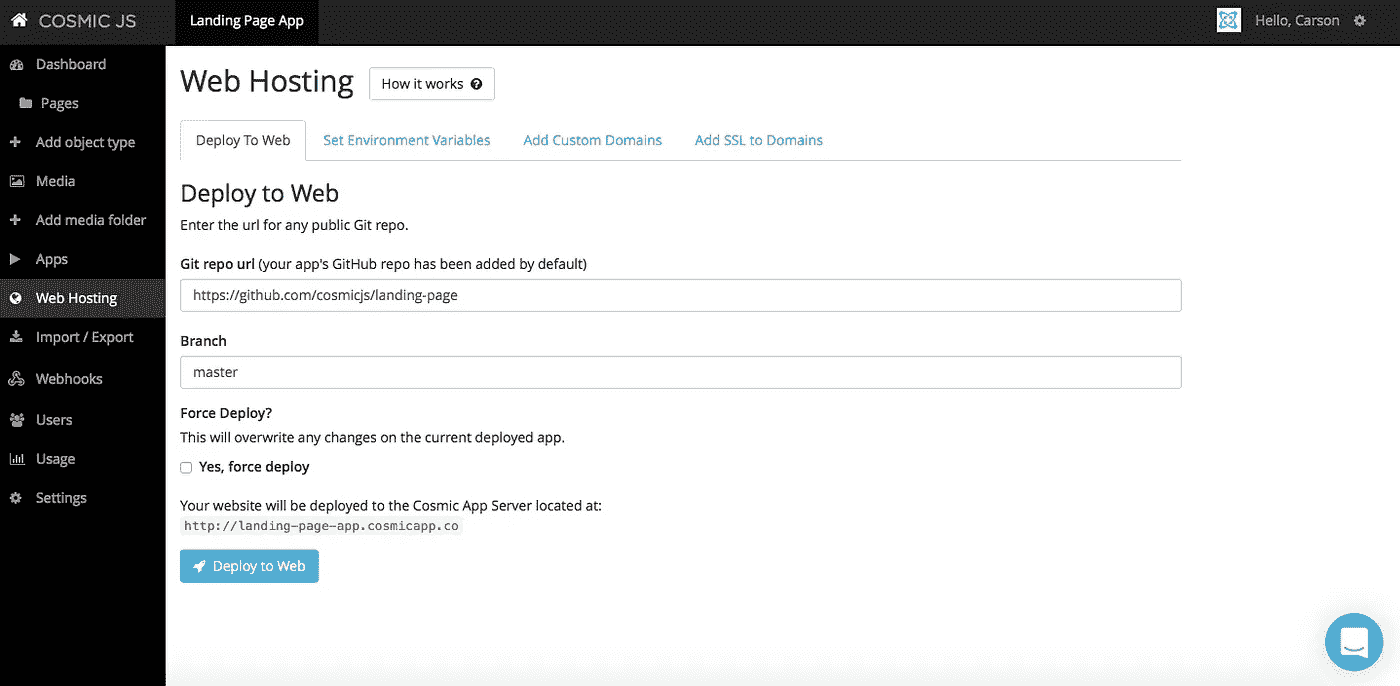 COSMIC JS
Landing Page App
Hello, Carson
Dashboard
Pages
Add object type
Media
Add media folder
Apps
Web Hosting
Import / Export
Webhooks
Users
Usage
Settings
Web Hosting
How it works
Deploy To Web
Set Environment Variables
Add Custom Domains
Add SSL to Domains
Deploy to Web
Enter the url for any public Git repo.
Git repo url (your app's GitHub repo has been added by default)
https://github.com/cosmicjs/landing-page
Branch
master
Force Deploy?
This will overwrite any changes on the current deployed app.
Yes, force deploy
Your website will be deployed to the Cosmic App Server located at:
http://landing-page-app.cosmicapp.co
Deploy to Web